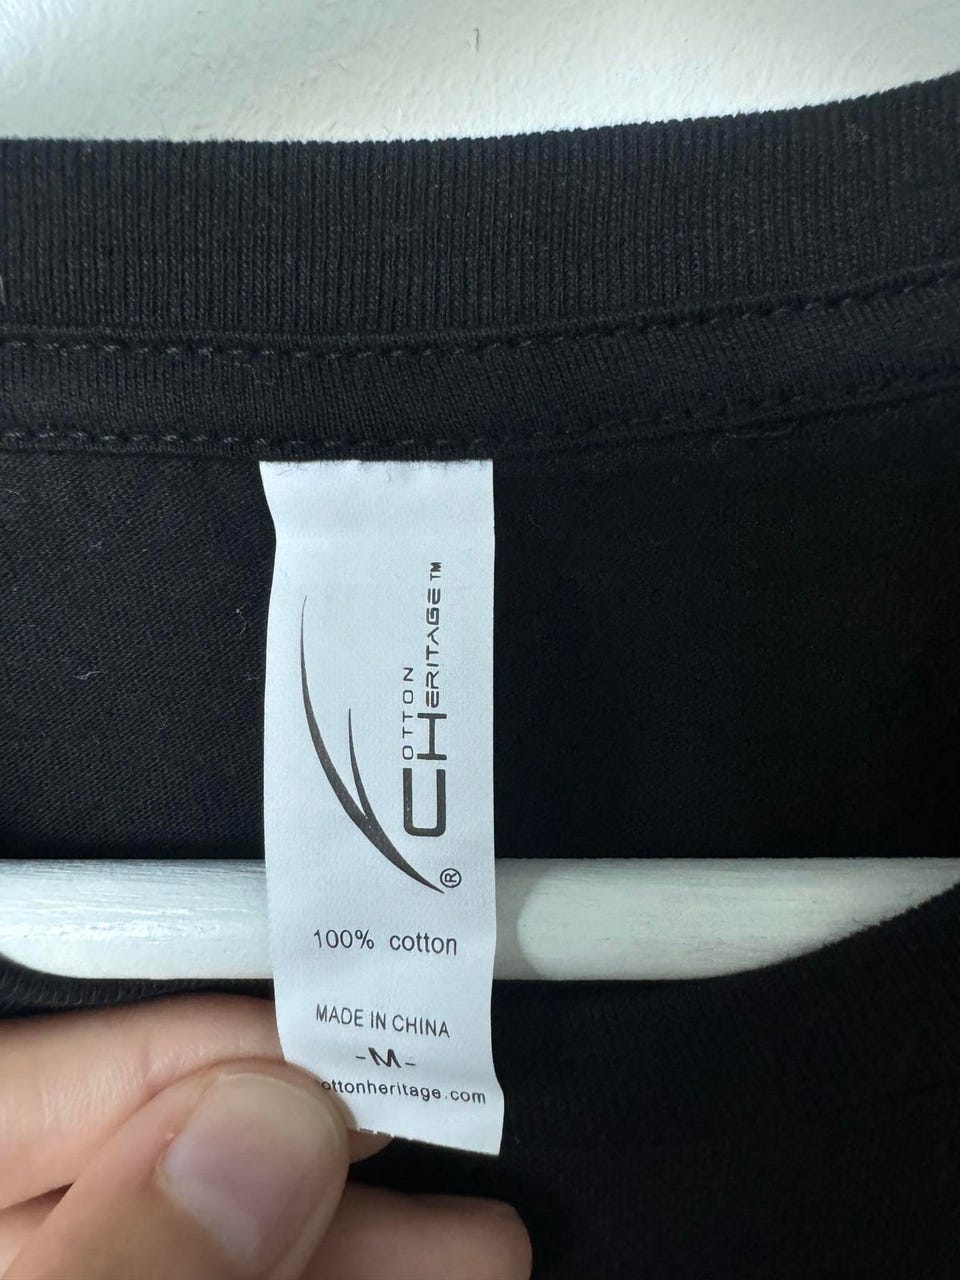 COTTON
HERITAGE™
®
100% cotton
MADE IN CHINA
-M-
ottonheritage.com